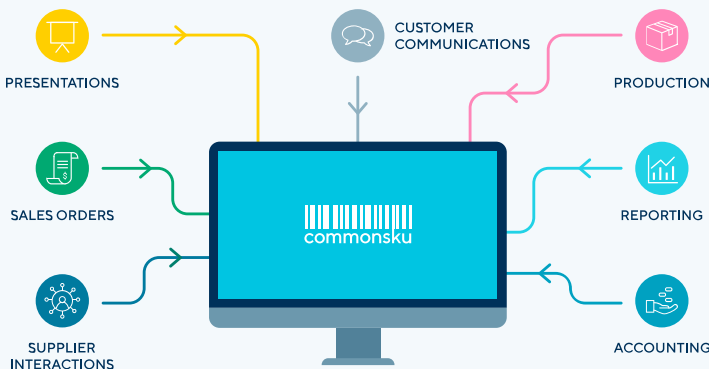 CUSTOMER
COMMUNICATIONS
PRESENTATIONS
PRODUCTION
SALES ORDERS
commonsku
REPORTING
SUPPLIER
INTERACTIONS
ACCOUNTING
$